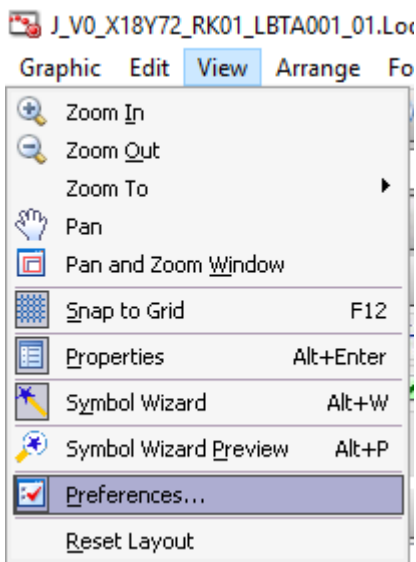 J_V0_X18Y72_RK01_LBTA001_01.Loc
Graphic Edit View Arrange Fo
Zoom In
Zoom Out
Zoom To
Pan
Pan and Zoom Window
Snap to Grid F12
Properties Alt+Enter
Symbol Wizard Alt+W
Symbol Wizard Preview Alt+P
Preferences...
Reset Layout